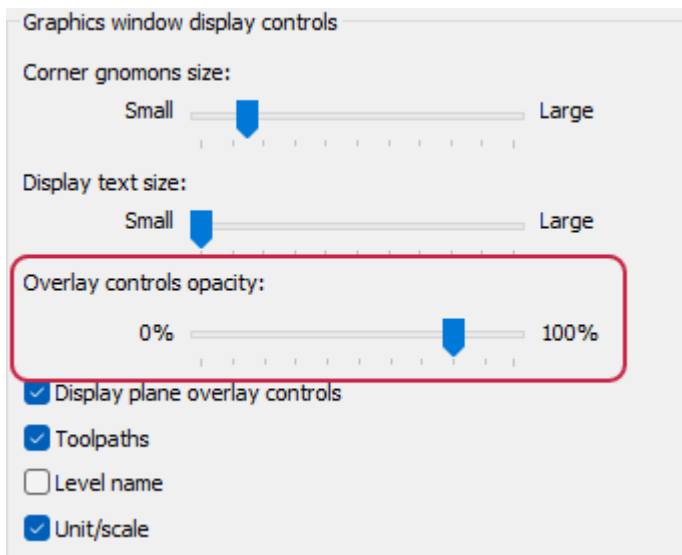 Graphics window display controls
Corner gnomons size:
Small Large
Display text size:
Small Large
Overlay controls opacity:
0% 100%
Display plane overlay controls
Toolpaths
Level name
Unit/scale